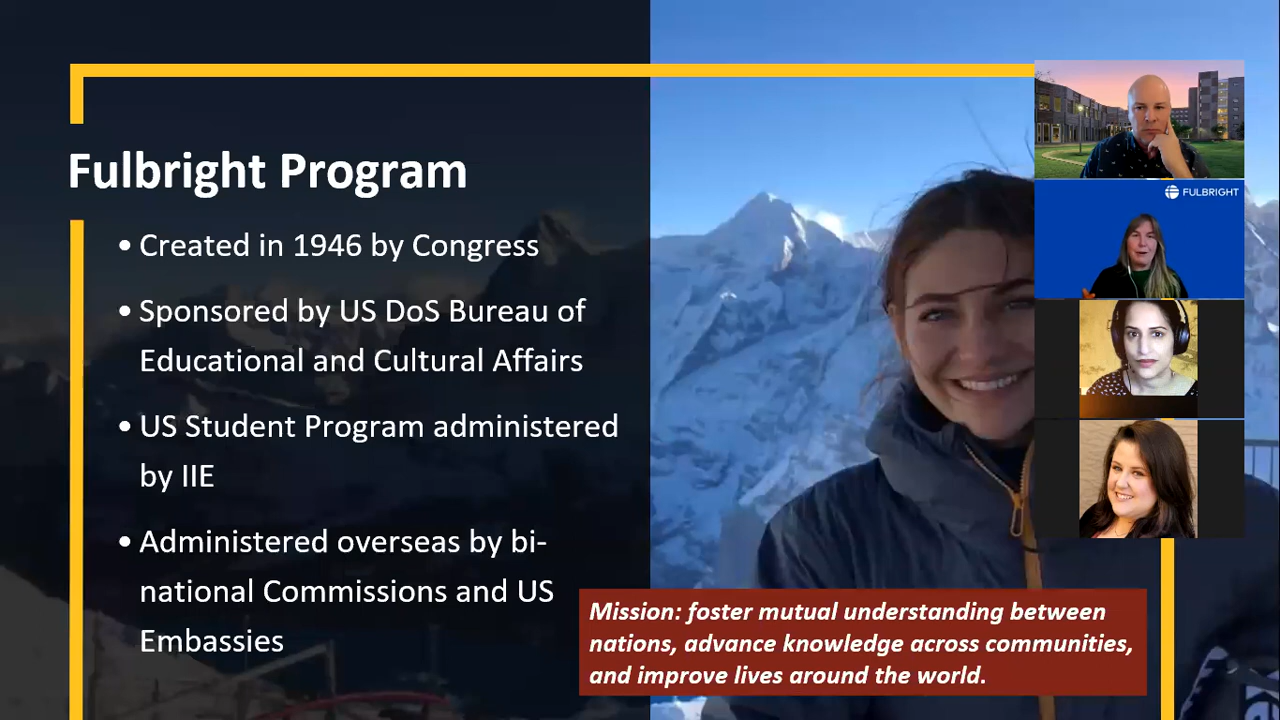 Fulbright Program
• Created in 1946 by Congress
• Sponsored by US DoS Bureau of
Educational and Cultural Affairs
• US Student Program administered
by IIE
• Administered overseas by bi-
national Commissions and US
Embassies
Mission: foster mutual understanding between
nations, advance knowledge across communities,
and improve lives around the world.
FULBRIGHT